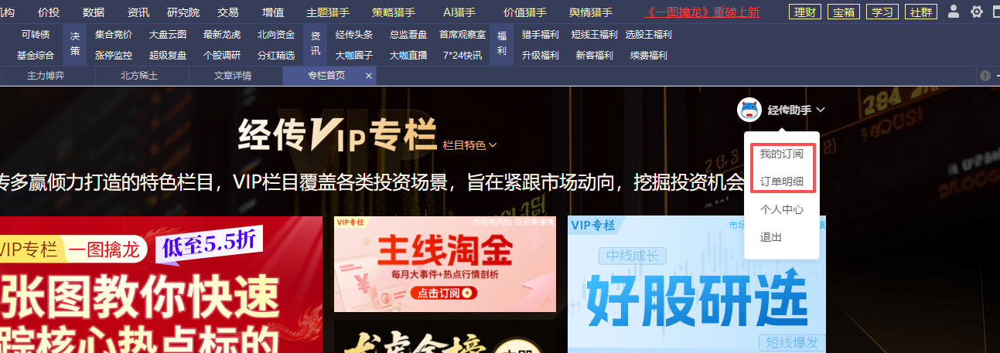 机构 价投 数据 资讯 研究院 交易 增值 主题猎手 策略猎手 AI猎手 价值猎手 舆情猎手 《一图擒龙》重磅上新 理财 宝箱 学习 社群
可转债 决策 集合竞价 大盘云图 最新龙虎 北向资金 资讯 经传头条 总监看盘 首席观察室 福利 猎手福利 短线王福利 选股王福利
基金综合 涨停监控 超级复盘 个股调研 分红精选 大咖圈子 大咖直播 7*24快讯 升级福利 新客福利 续费福利
主力博弈 北方稀土 文章详情 专栏首页 ×
经传助手
经传VIP专栏 栏目特色
我的订阅
传多赢倾力打造的特色栏目，VIP栏目覆盖各类投资场景，旨在紧跟市场动向，挖掘投资机会
订单明细
个人中心
退出
VIP专栏 一图擒龙 低至5.5折
张图教你快速
踪核心热点标的
VIP专栏 市场有风险 投资需谨慎
主线淘金
每月大事件+热点行情剖析
点击订阅
龙虎金榜
VIP专栏
中线成长
好股研选
短线爆发